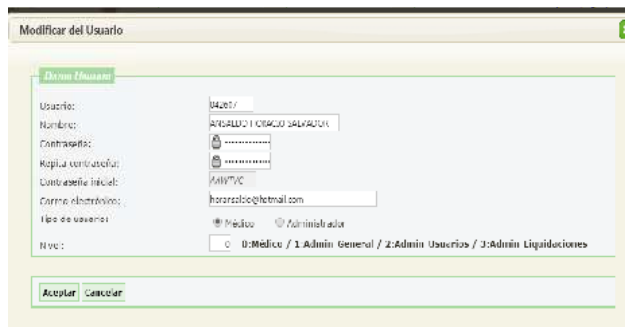 Modificar del Usuario
Datos Usuario
Usuario: 042607
Nombre: ANSALDO HORACIO SALVADOR
Contraseña:
Repita contraseña:
Contraseña inicial:
Correo electrónico: horansaldo@hotmail.com
Tipo de usuario: Médico Administrador
Nivel: 0 0:Médico / 1:Admin General / 2:Admin Usuarios / 3:Admin Liquidaciones
Aceptar Cancelar